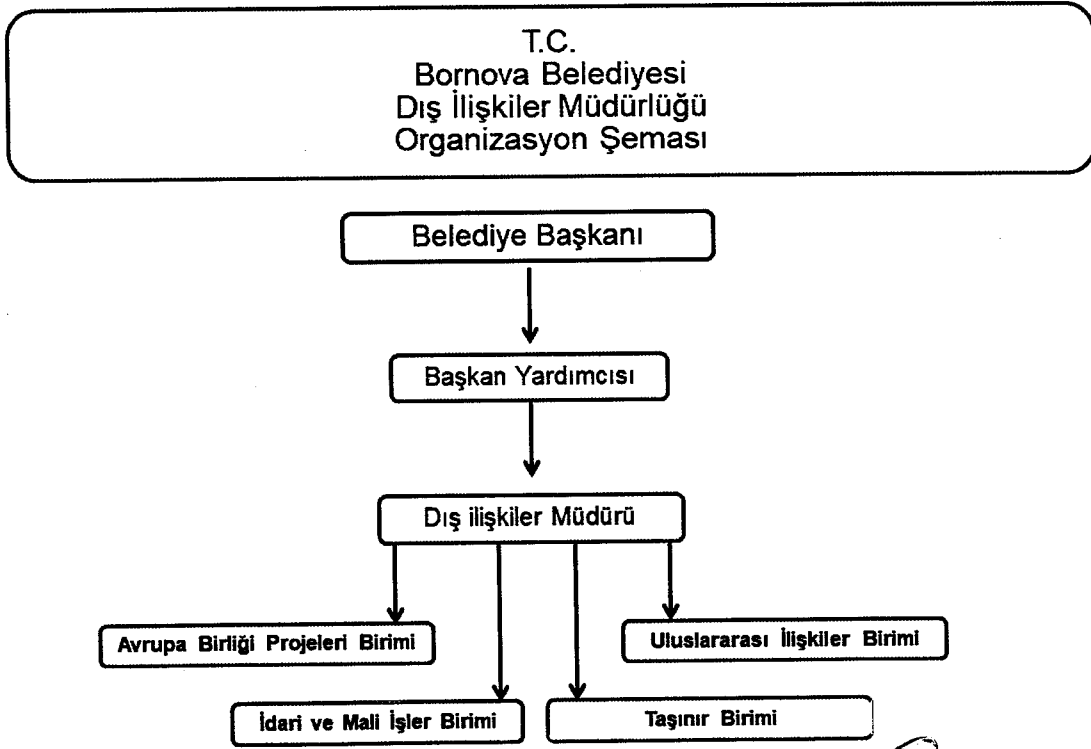 T.C.
Bornova Belediyesi
Dış İlişkiler Müdürlüğü
Organizasyon Şeması
Belediye Başkanı
Başkan Yardımcısı
Dış ilişkiler Müdürü
Avrupa Birliği Projeleri Birimi
Uluslararası İlişkiler Birimi
İdari ve Mali İşler Birimi
Taşınır Birimi